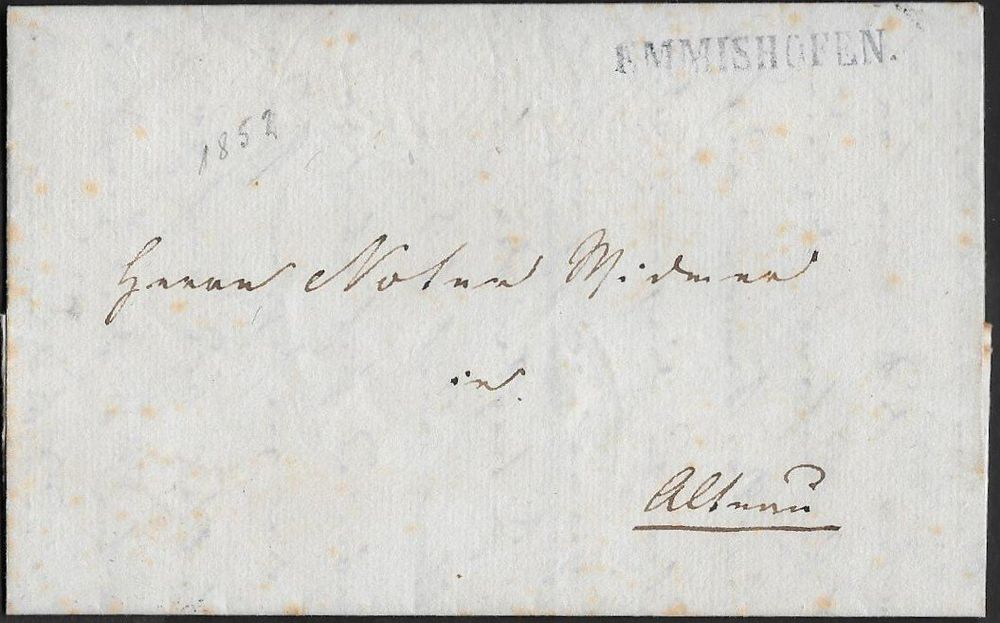 EMMISHOFEN.
1852
Herrn Notar Widmer
in
Altnau